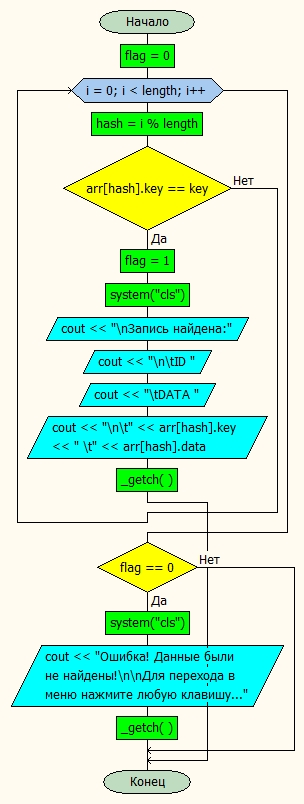 Начало
flag = 0
i = 0; i < length; i++
hash = i % length
arr[hash].key == key
Нет
Да
flag = 1
system("cls")
cout << "\nЗапись найдена:"
cout << "\n\tID "
cout << "\tDATA "
cout << "\n\t" << arr[hash].key
<< " \t" << arr[hash].data
_getch( )
flag == 0
Нет
Да
system("cls")
cout << "Ошибка! Данные были
не найдены!\n\nДля перехода в
меню нажмите любую клавишу..."
_getch( )
Конец